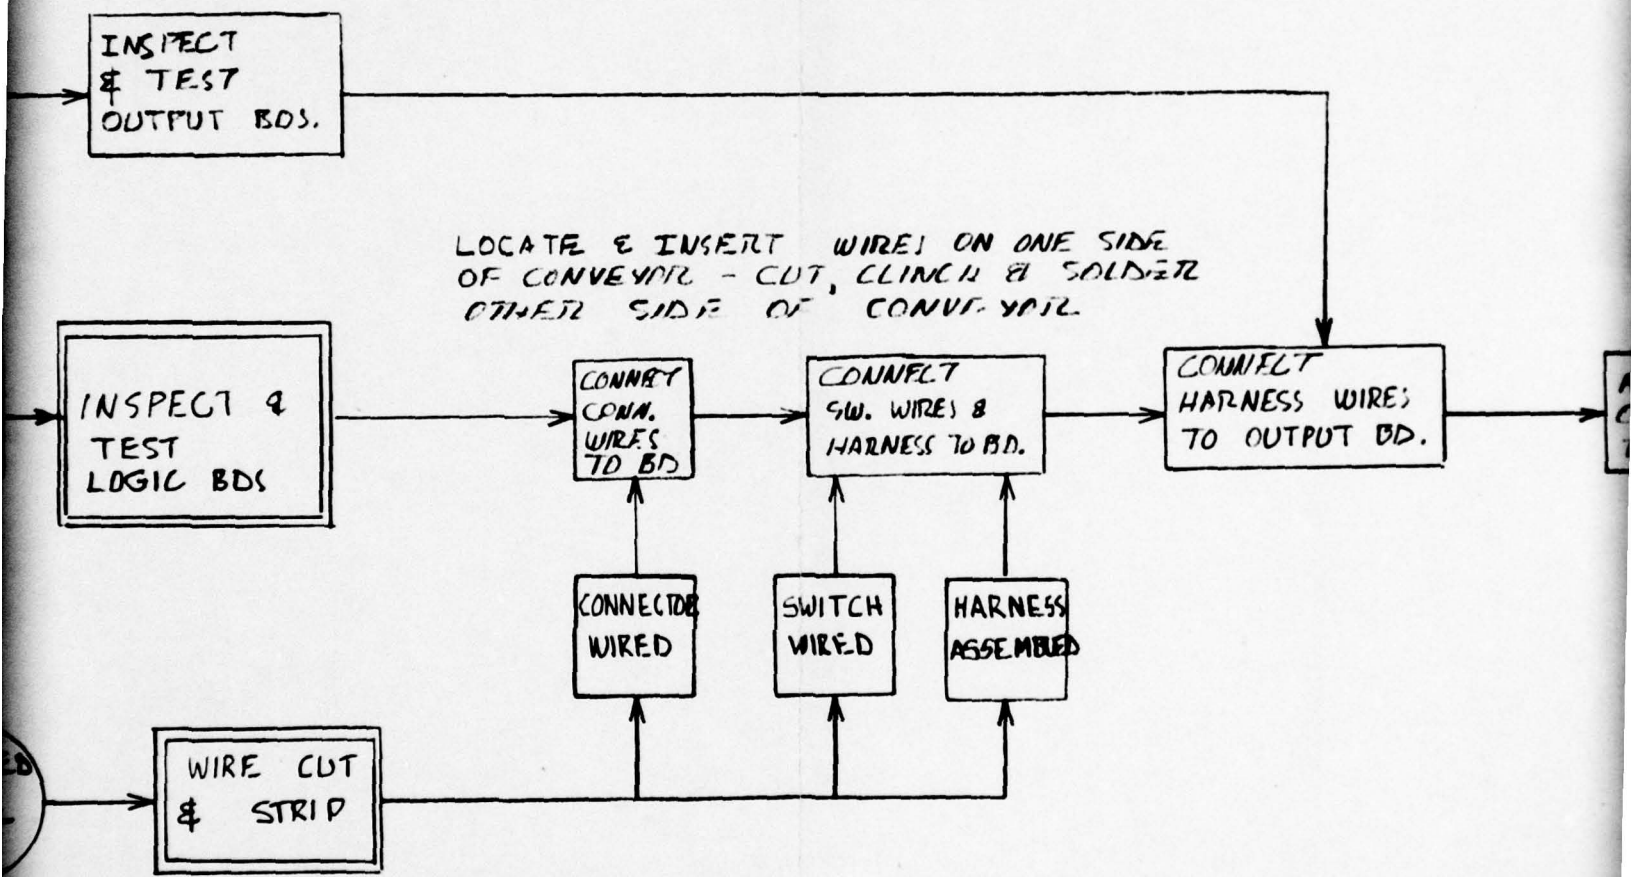 INSPECT
& TEST
OUTPUT BDS.
LOCATE & INSERT WIRES ON ONE SIDE
OF CONVEYOR - CUT, CLINCH & SOLDER
OTHER SIDE OF CONVEYOR
INSPECT &
TEST
LOGIC BDS
CONNECT
CONN.
WIRES
TO BD
CONNECT
SW. WIRES &
HARNESS TO BD.
CONNECT
HARNESS WIRES
TO OUTPUT BD.
CONNECTOR
WIRED
SWITCH
WIRED
HARNESS
ASSEMBLED
WIRE CUT
& STRIP